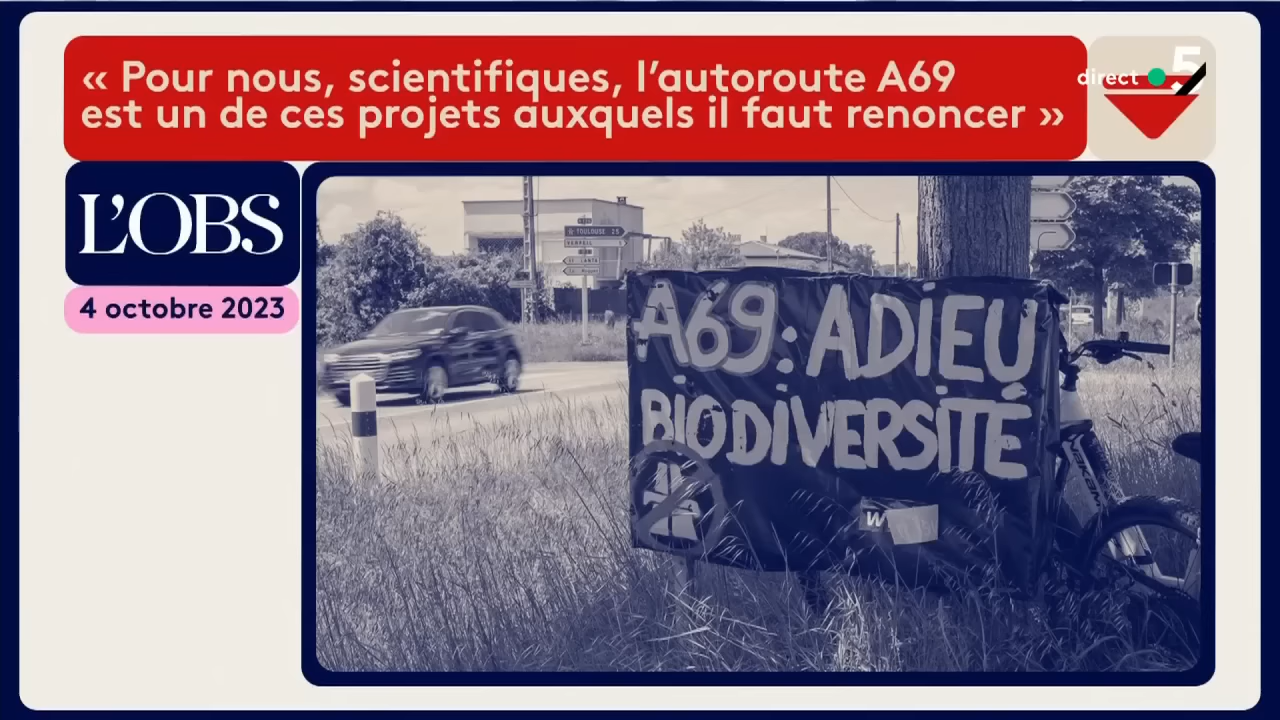 « Pour nous, scientifiques, l'autoroute A69
est un de ces projets auxquels il faut renoncer »
direct 5
L'OBS
4 octobre 2023
TOULOUSE 25
A69: ADiEU
BiODiVERSiTÉ
W